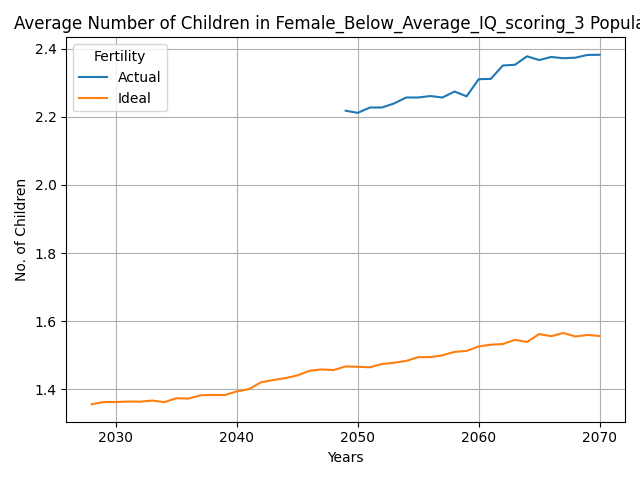 Average Number of Children in Female_Below_Average_IQ_scoring_3 Popula
Fertility
Actual
Ideal
2.4
2.2
2.0
1.8
1.6
1.4
No. of Children
2030 2040 2050 2060 2070
Years